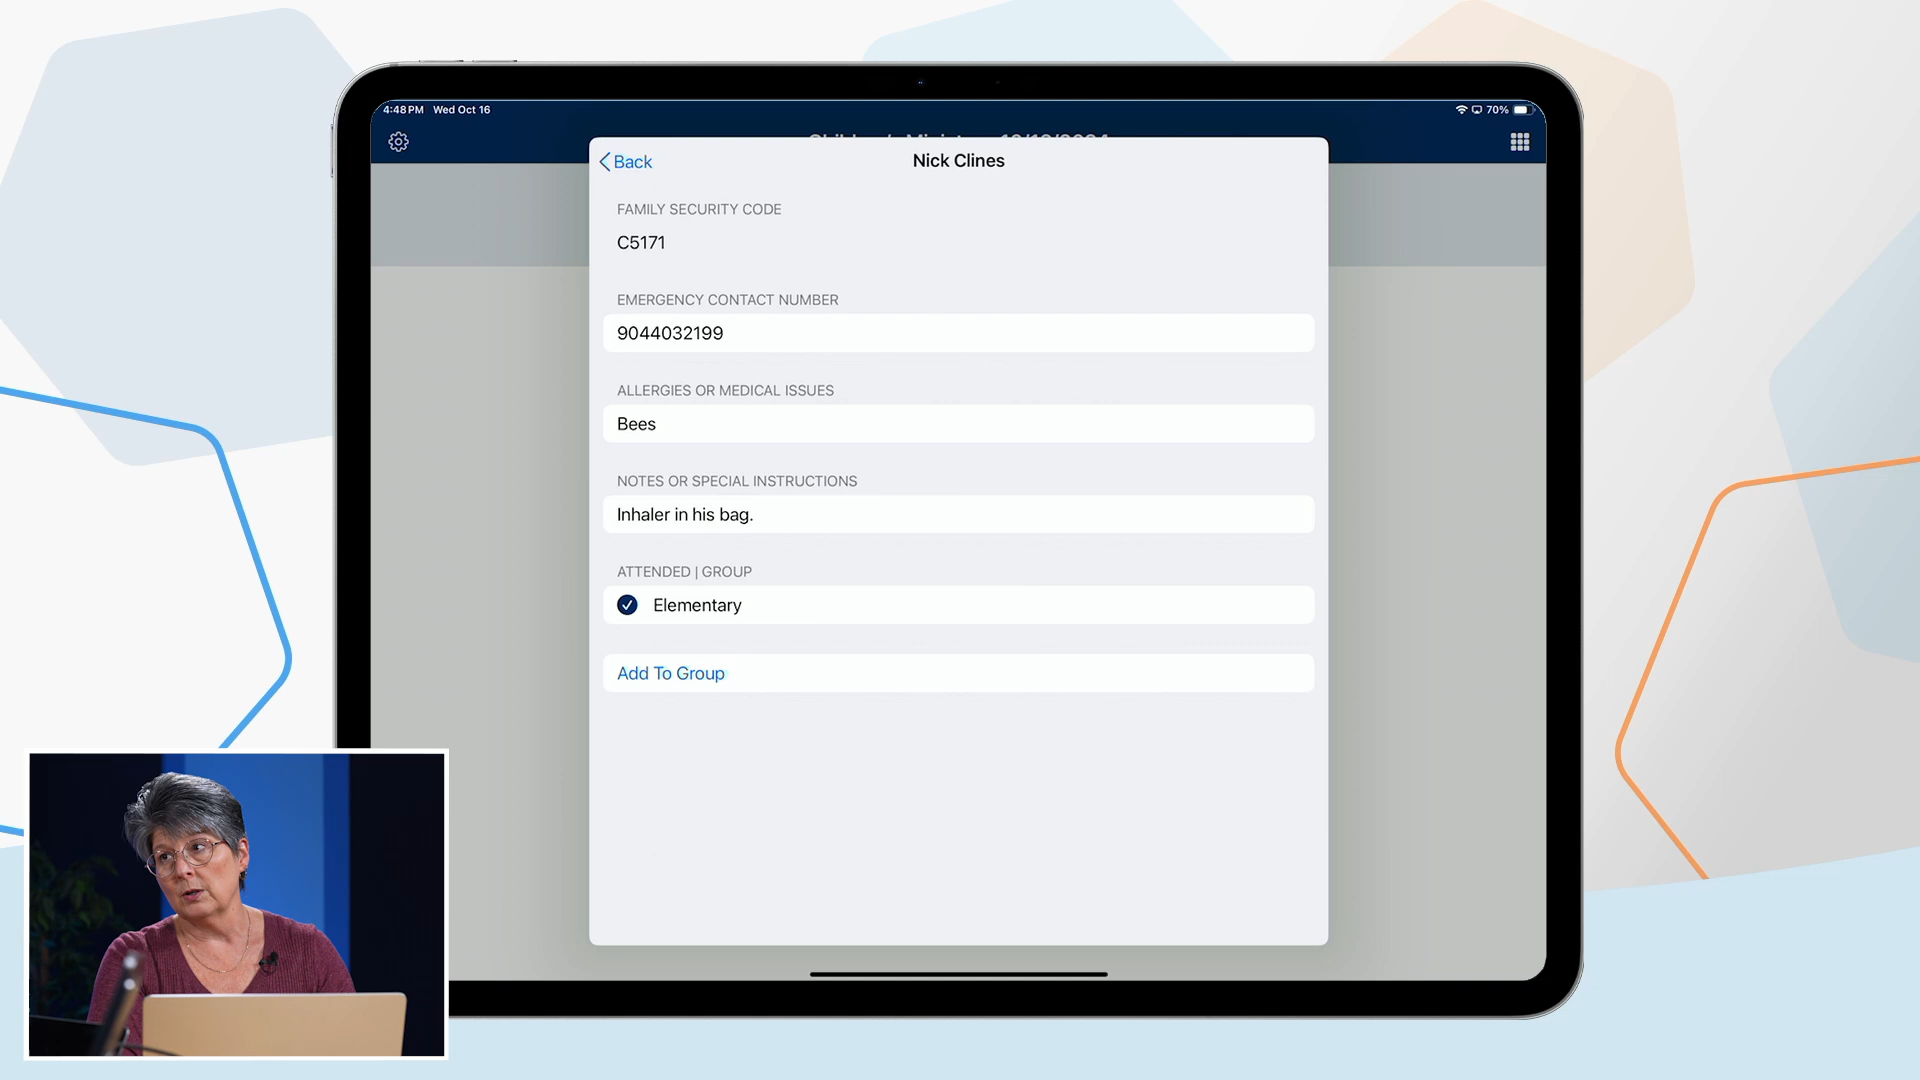 4:48 PM Wed Oct 16
70%
Back
Nick Clines
FAMILY SECURITY CODE
C5171
EMERGENCY CONTACT NUMBER
9044032199
ALLERGIES OR MEDICAL ISSUES
Bees
NOTES OR SPECIAL INSTRUCTIONS
Inhaler in his bag.
ATTENDED | GROUP
Elementary
Add To Group